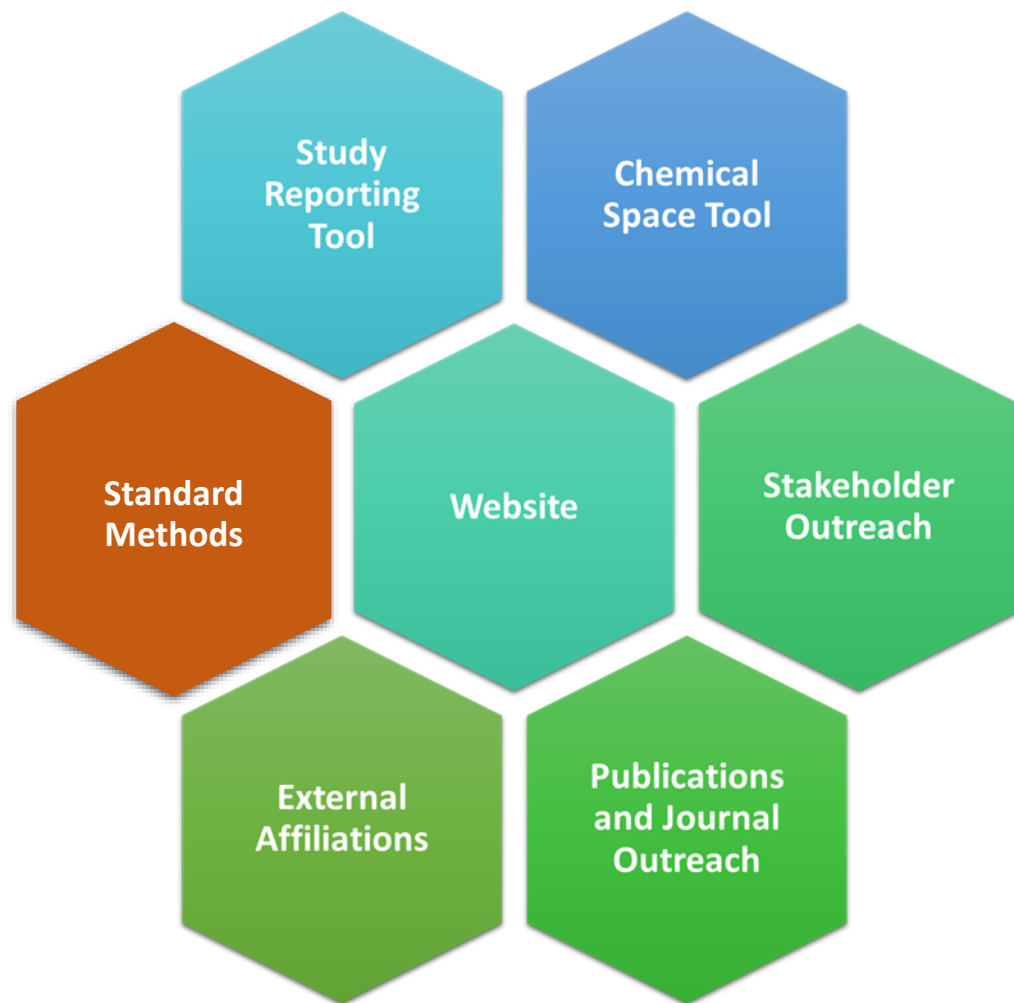 Study
Reporting
Tool
Chemical
Space Tool
Standard
Methods
Website
Stakeholder
Outreach
External
Affiliations
Publications
and Journal
Outreach